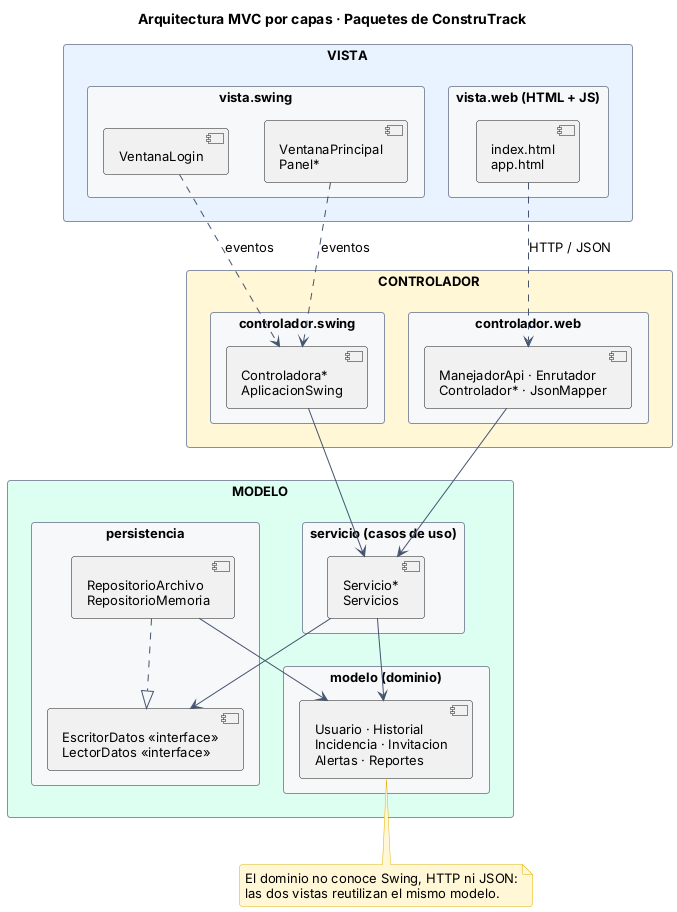 Arquitectura MVC por capas · Paquetes de ConstruTrack
VISTA
vista.swing
vista.web (HTML + JS)
VentanaLogin
VentanaPrincipal
Panel*
index.html
app.html
eventos
eventos
HTTP / JSON
CONTROLADOR
controlador.swing
controlador.web
Controladora*
AplicacionSwing
ManejadorApi · Enrutador
Controlador* · JsonMapper
MODELO
persistencia
servicio (casos de uso)
RepositorioArchivo
RepositorioMemoria
Servicio*
Servicios
modelo (dominio)
EscritorDatos «interface»
LectorDatos «interface»
Usuario · Historial
Incidencia · Invitacion
Alertas · Reportes
El dominio no conoce Swing, HTTP ni JSON:
las dos vistas reutilizan el mismo modelo.